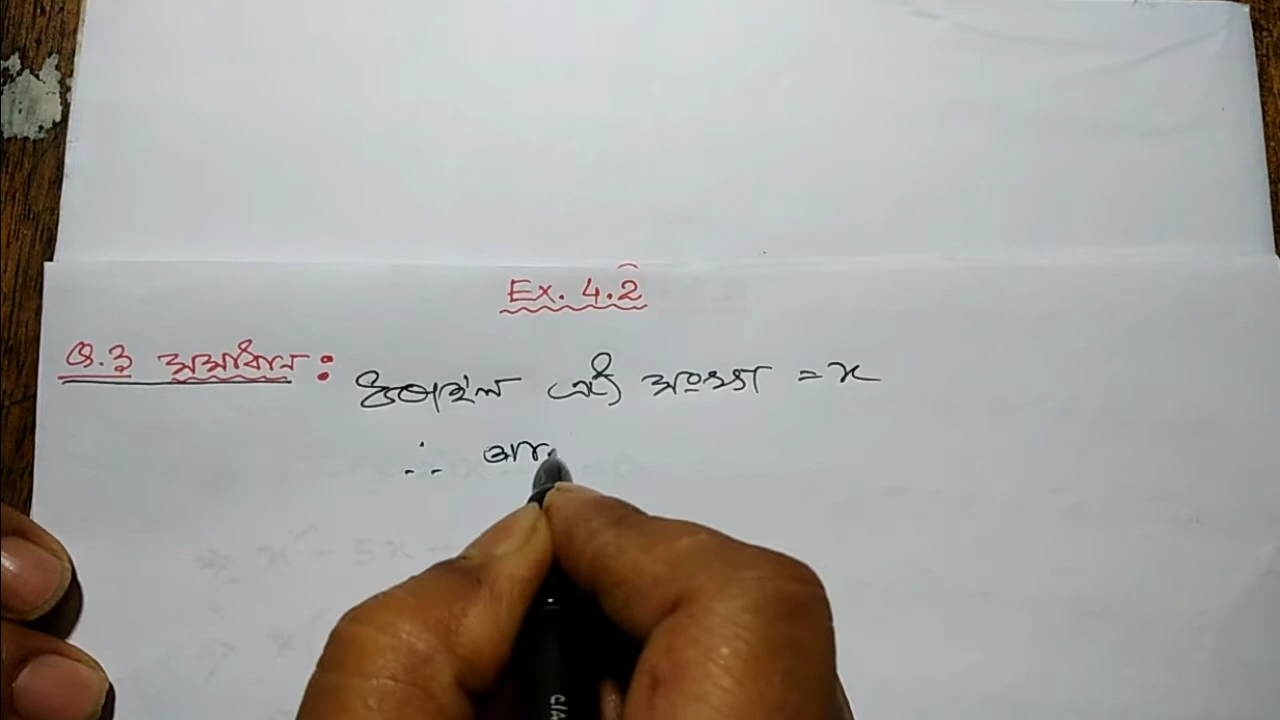 Ex. 4.2
Q.3 সমাধান :
ধৰাহ'ল এটা সংখ্যা = x
∴